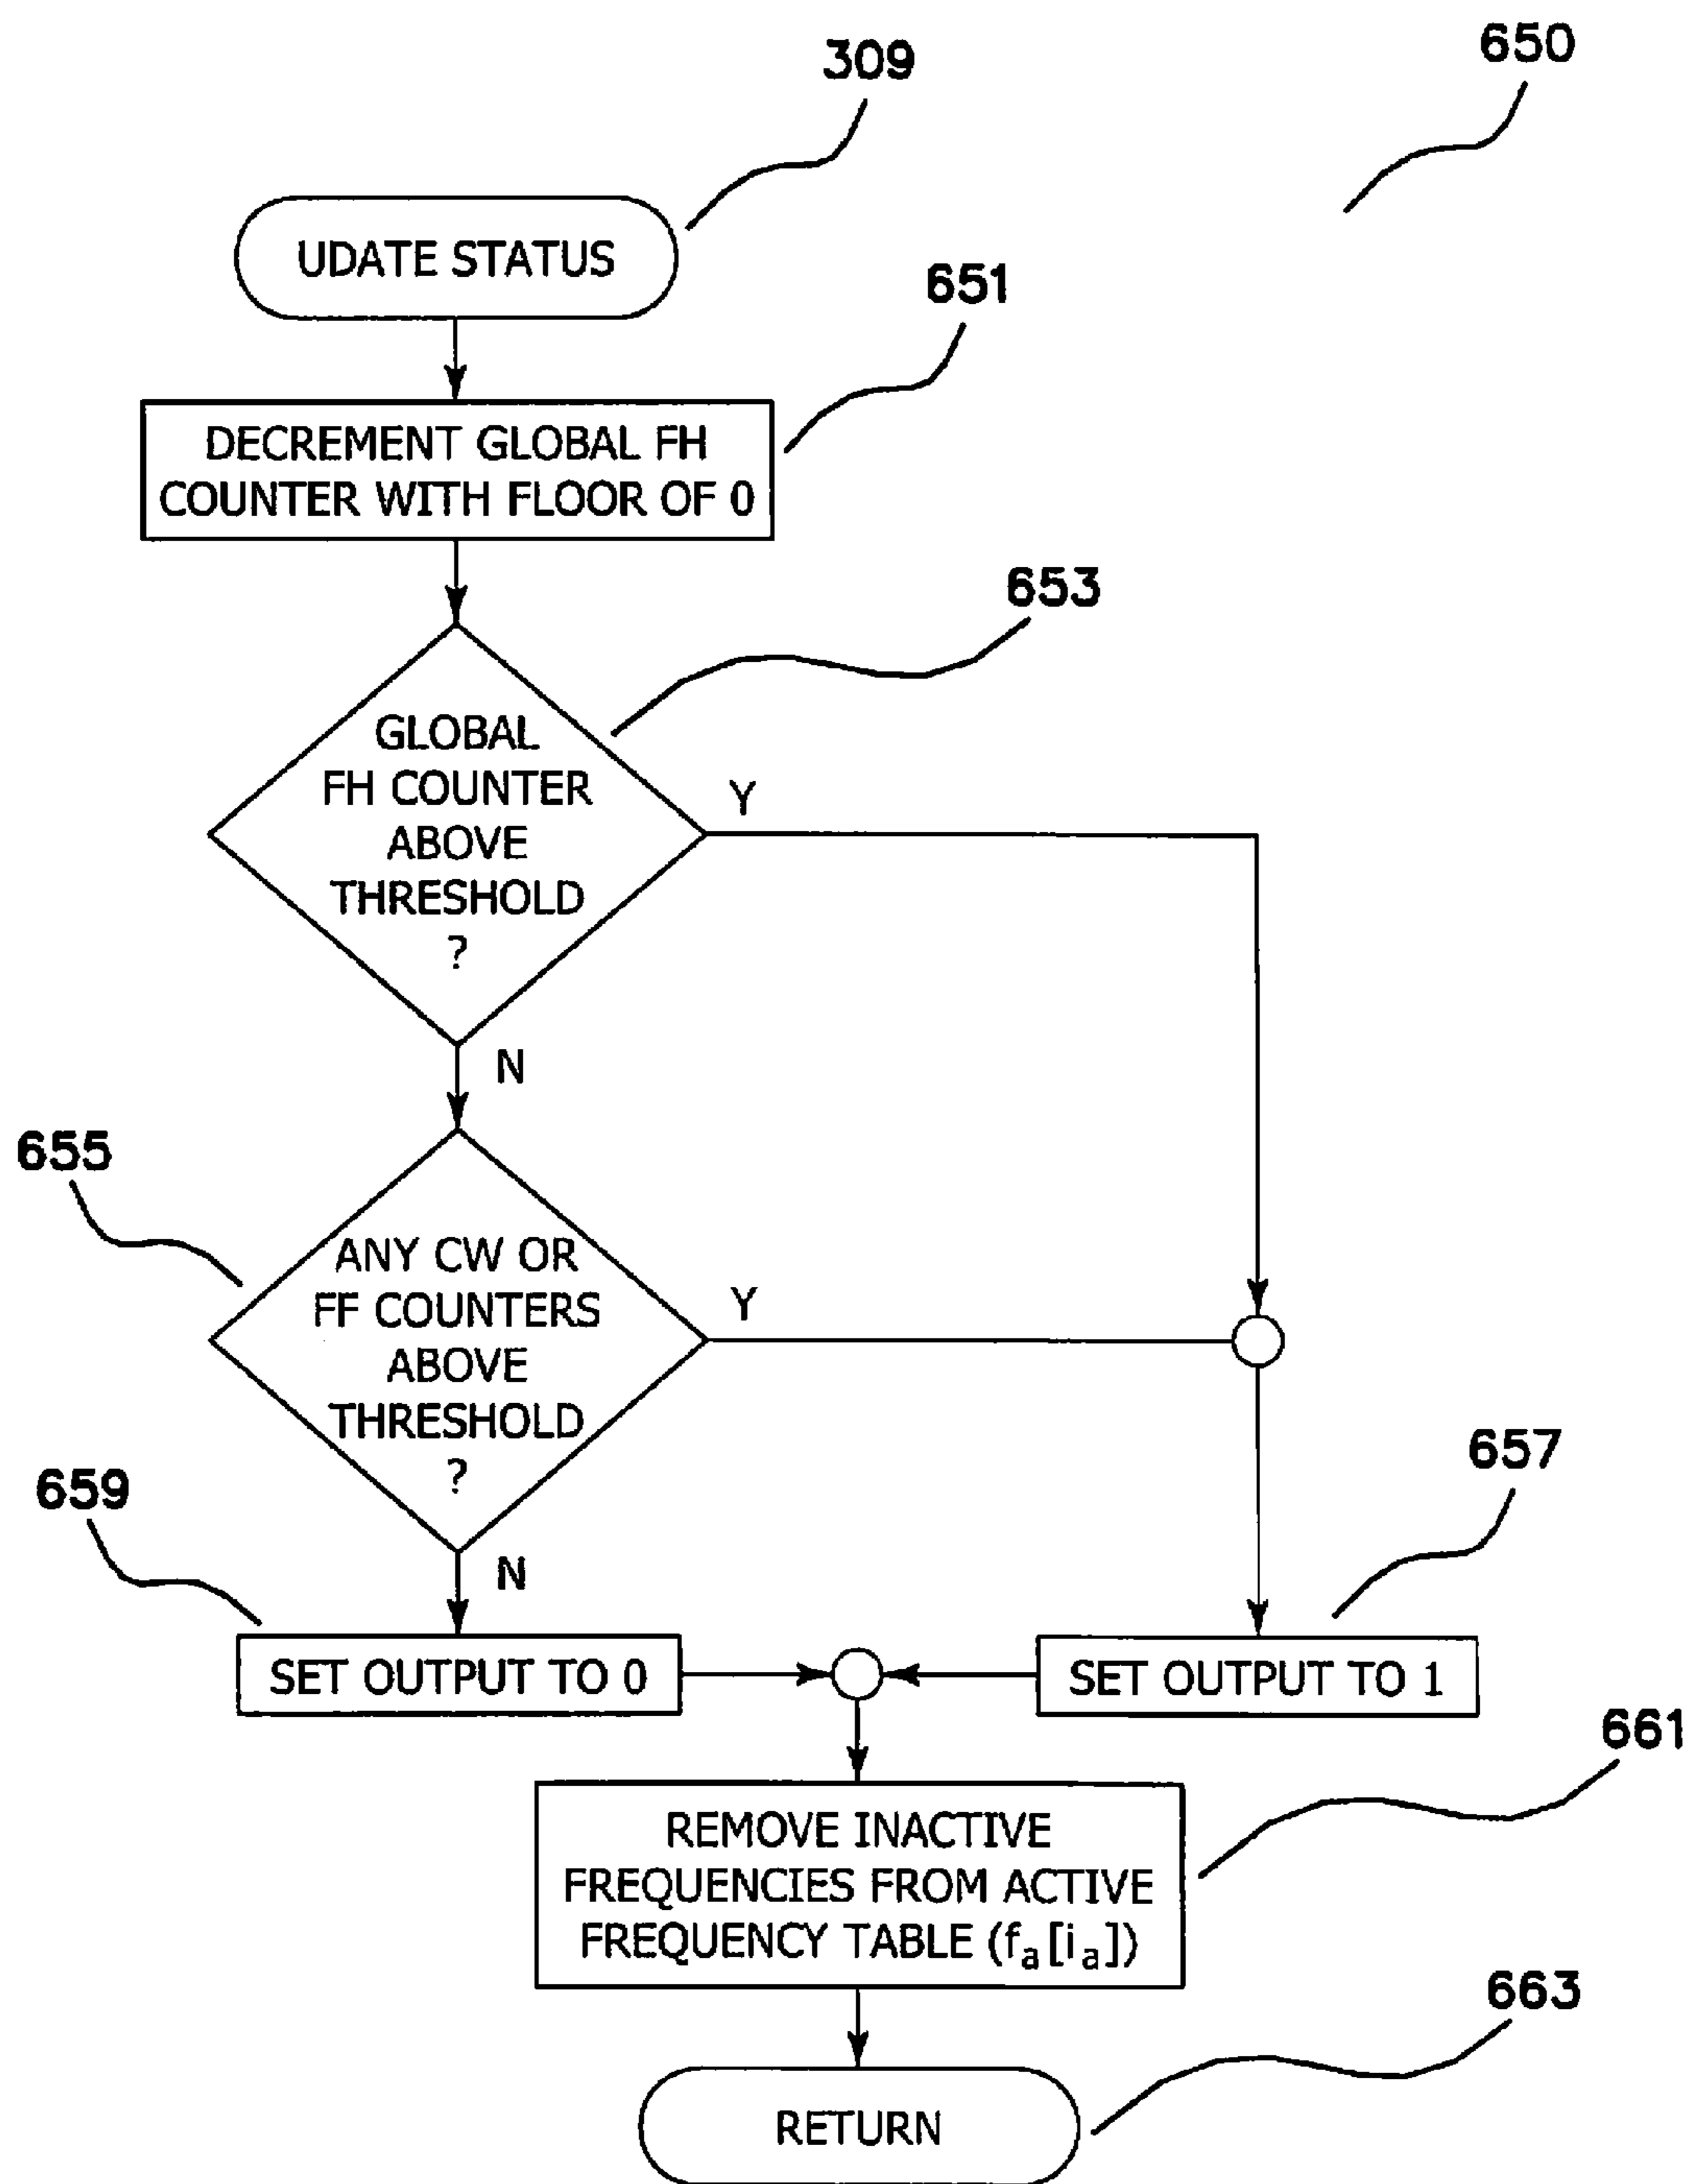 309
650
UDATE STATUS
651
DECREMENT GLOBAL FH
COUNTER WITH FLOOR OF 0
653
GLOBAL
FH COUNTER
ABOVE
THRESHOLD
?
Y
N
655
ANY CW OR
FF COUNTERS
ABOVE
THRESHOLD
?
Y
N
657
659
SET OUTPUT TO 0
SET OUTPUT TO 1
661
REMOVE INACTIVE
FREQUENCIES FROM ACTIVE
FREQUENCY TABLE (fa[ia])
663
RETURN